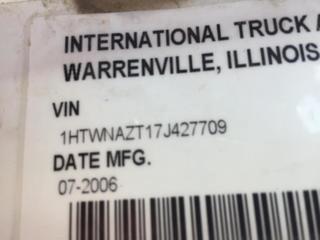 INTERNATIONAL TRUCK
WARRENVILLE, ILLINOIS
VIN
1HTWNAZT17J427709
DATE MFG.
07-2006